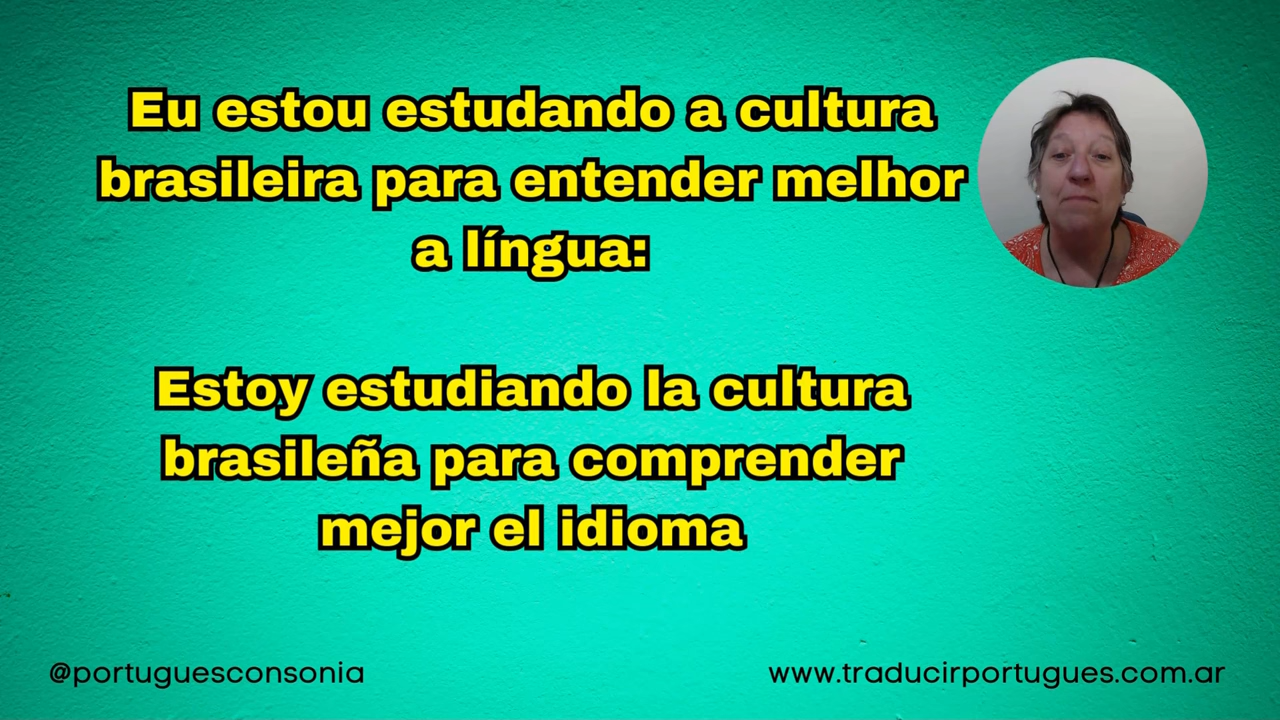 Eu estou estudando a cultura
brasileira para entender melhor
a língua:
Estoy estudiando la cultura
brasileña para comprender
mejor el idioma
@portuguesconsonia
www.traducirportugues.com.ar